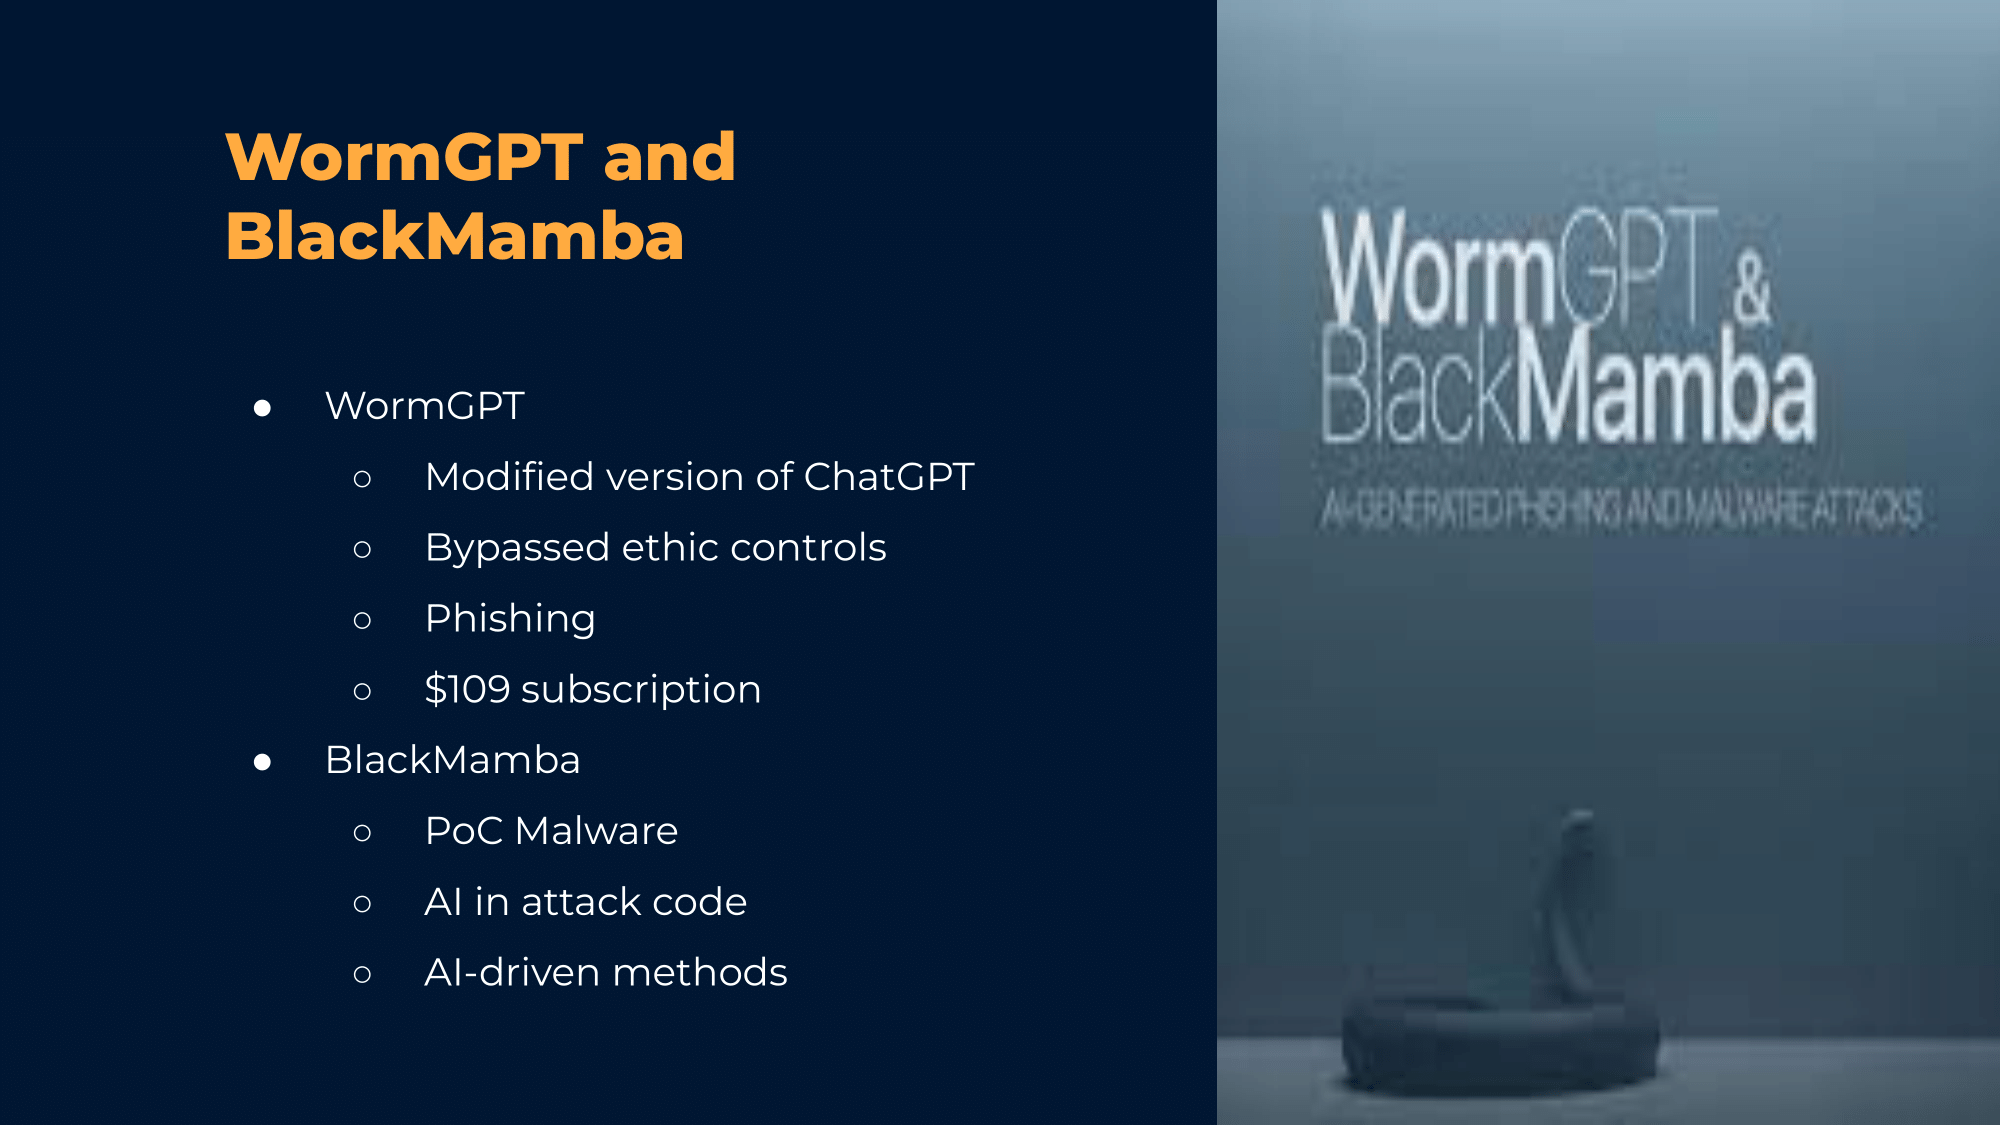 WormGPT and
BlackMamba
● WormGPT
○ Modified version of ChatGPT
○ Bypassed ethic controls
○ Phishing
○ $109 subscription
● BlackMamba
○ PoC Malware
○ AI in attack code
○ AI-driven methods
WormGPT &
BlackMamba
AI-GENERATED PHISHING AND MALWARE ATTACKS